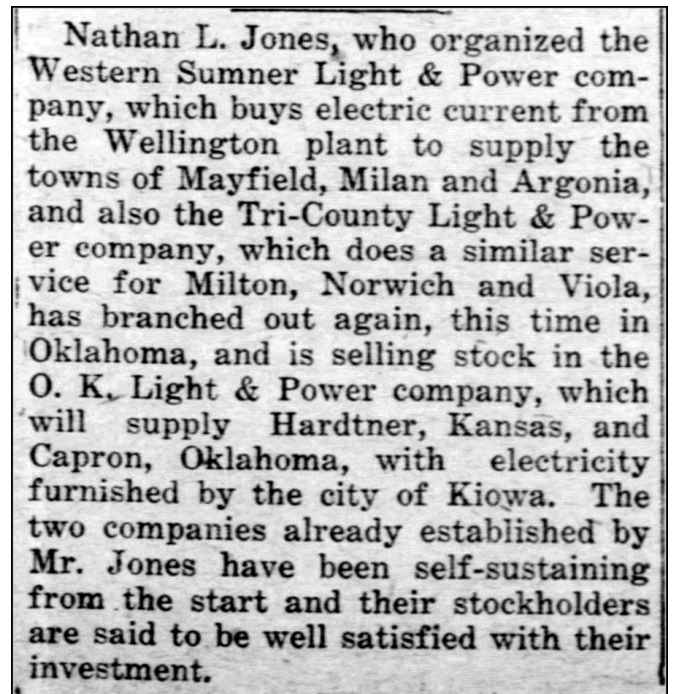 Nathan L. Jones, who organized the
Western Sumner Light & Power com-
pany, which buys electric current from
the Wellington plant to supply the
towns of Mayfield, Milan and Argonia,
and also the Tri-County Light & Pow-
er company, which does a similar ser-
vice for Milton, Norwich and Viola,
has branched out again, this time in
Oklahoma, and is selling stock in the
O. K. Light & Power company, which
will supply Hardtner, Kansas, and
Capron, Oklahoma, with electricity
furnished by the city of Kiowa. The
two companies already established by
Mr. Jones have been self-sustaining
from the start and their stockholders
are said to be well satisfied with their
investment.